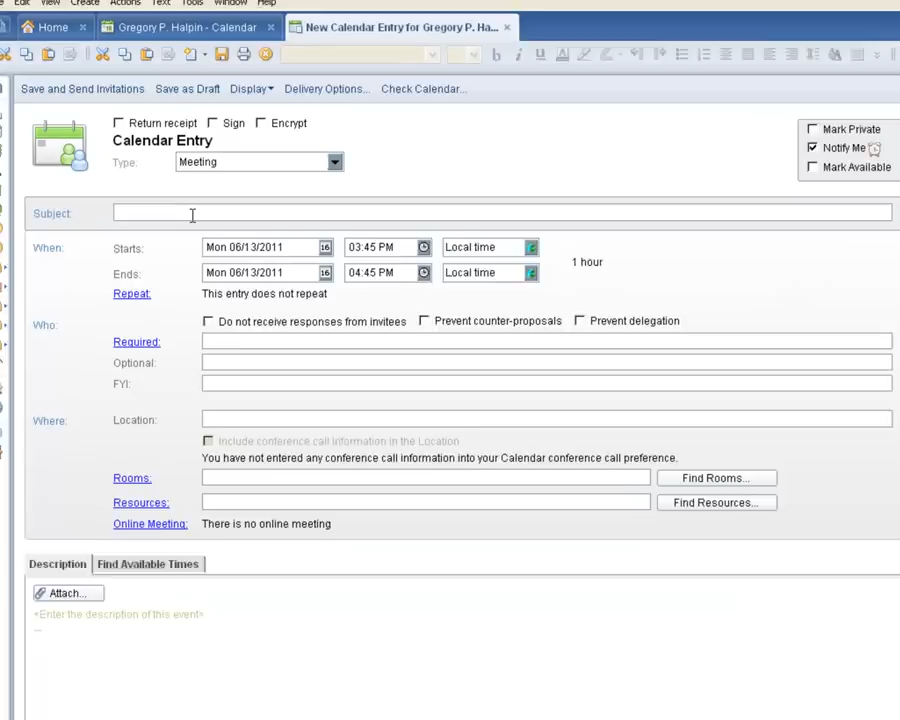 Edit View Create Actions Text Tools Window Help
Home Gregory P. Halpin - Calendar New Calendar Entry for Gregory P. Ha...
Save and Send Invitations Save as Draft Display Delivery Options... Check Calendar...
Return receipt Sign Encrypt
Calendar Entry
Mark Private
Type: Meeting
Notify Me
Mark Available
Subject:
When: Starts: Mon 06/13/2011 16 03:45 PM Local time
1 hour
Ends: Mon 06/13/2011 16 04:45 PM Local time
Repeat: This entry does not repeat
Who: Do not receive responses from invitees Prevent counter-proposals Prevent delegation
Required:
Optional:
FYI:
Where: Location:
Include conference call information in the Location
You have not entered any conference call information into your Calendar conference call preference.
Rooms: Find Rooms...
Resources: Find Resources...
Online Meeting: There is no online meeting
Description Find Available Times
Attach...
<Enter the description of this event>
...